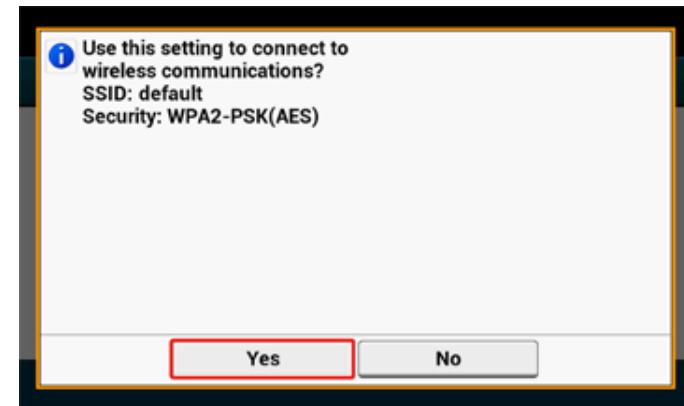 Use this setting to connect to
wireless communications?
SSID: default
Security: WPA2-PSK(AES)
Yes
No